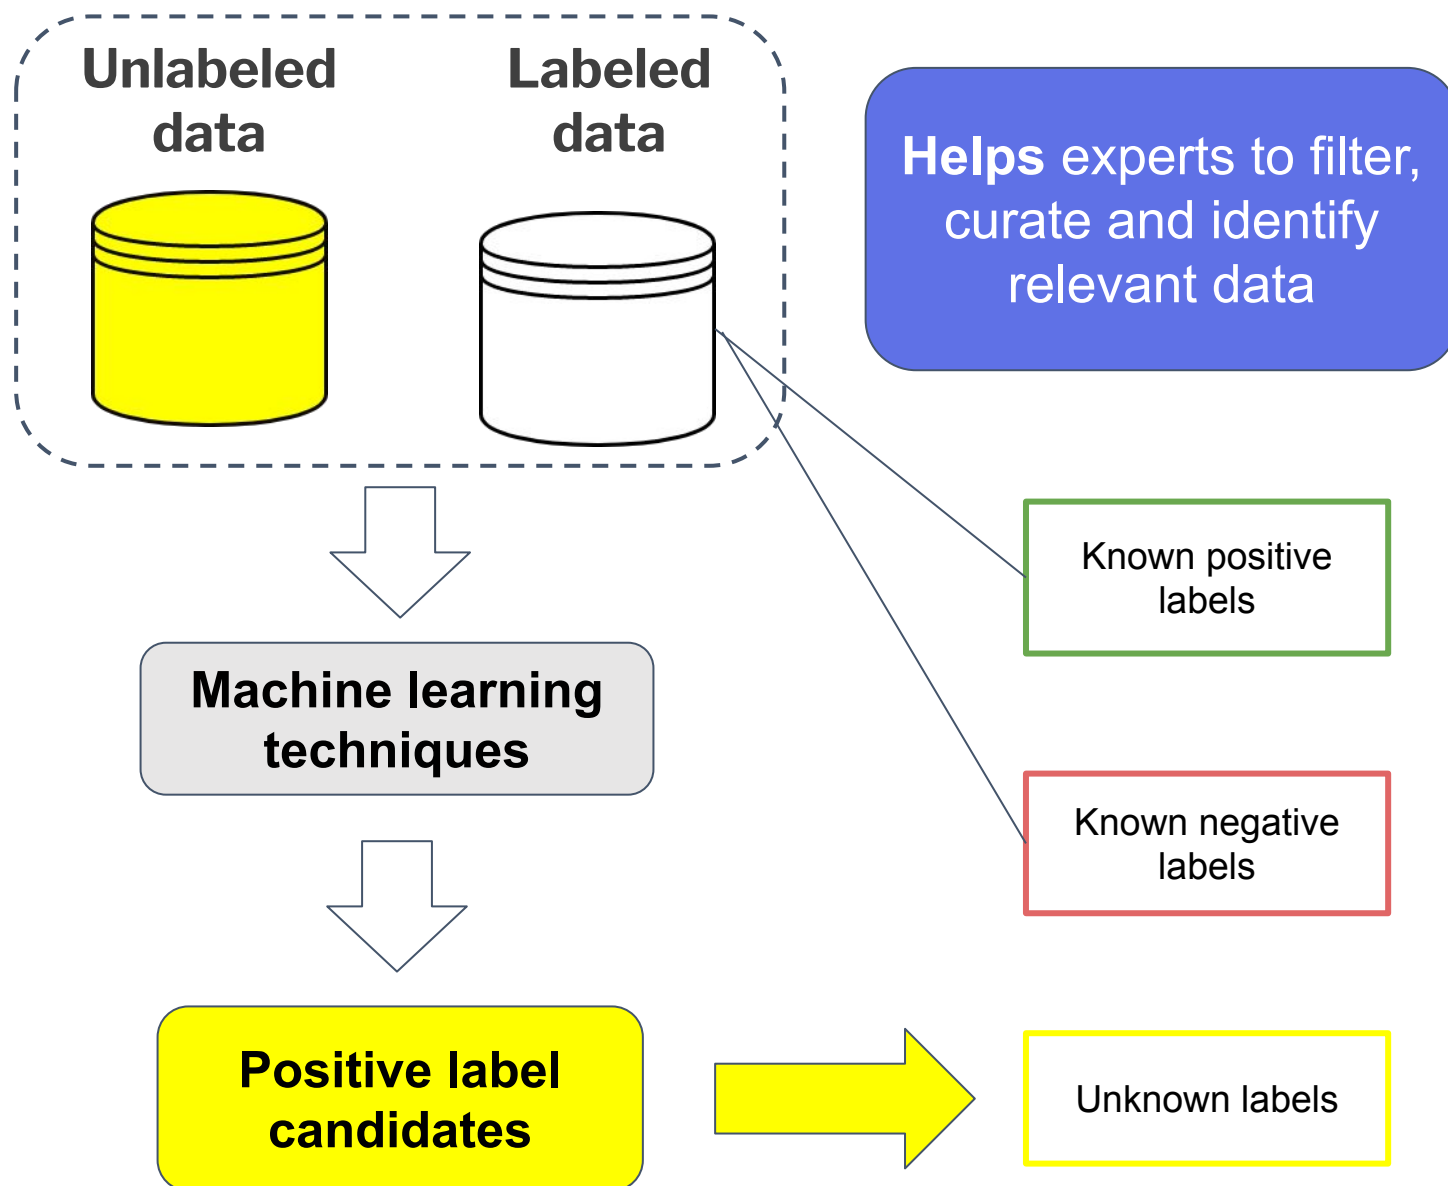 Unlabeled
data
Labeled
data
Helps experts to filter,
curate and identify
relevant data
Known positive
labels
Machine learning
techniques
Known negative
labels
Positive label
candidates
Unknown labels